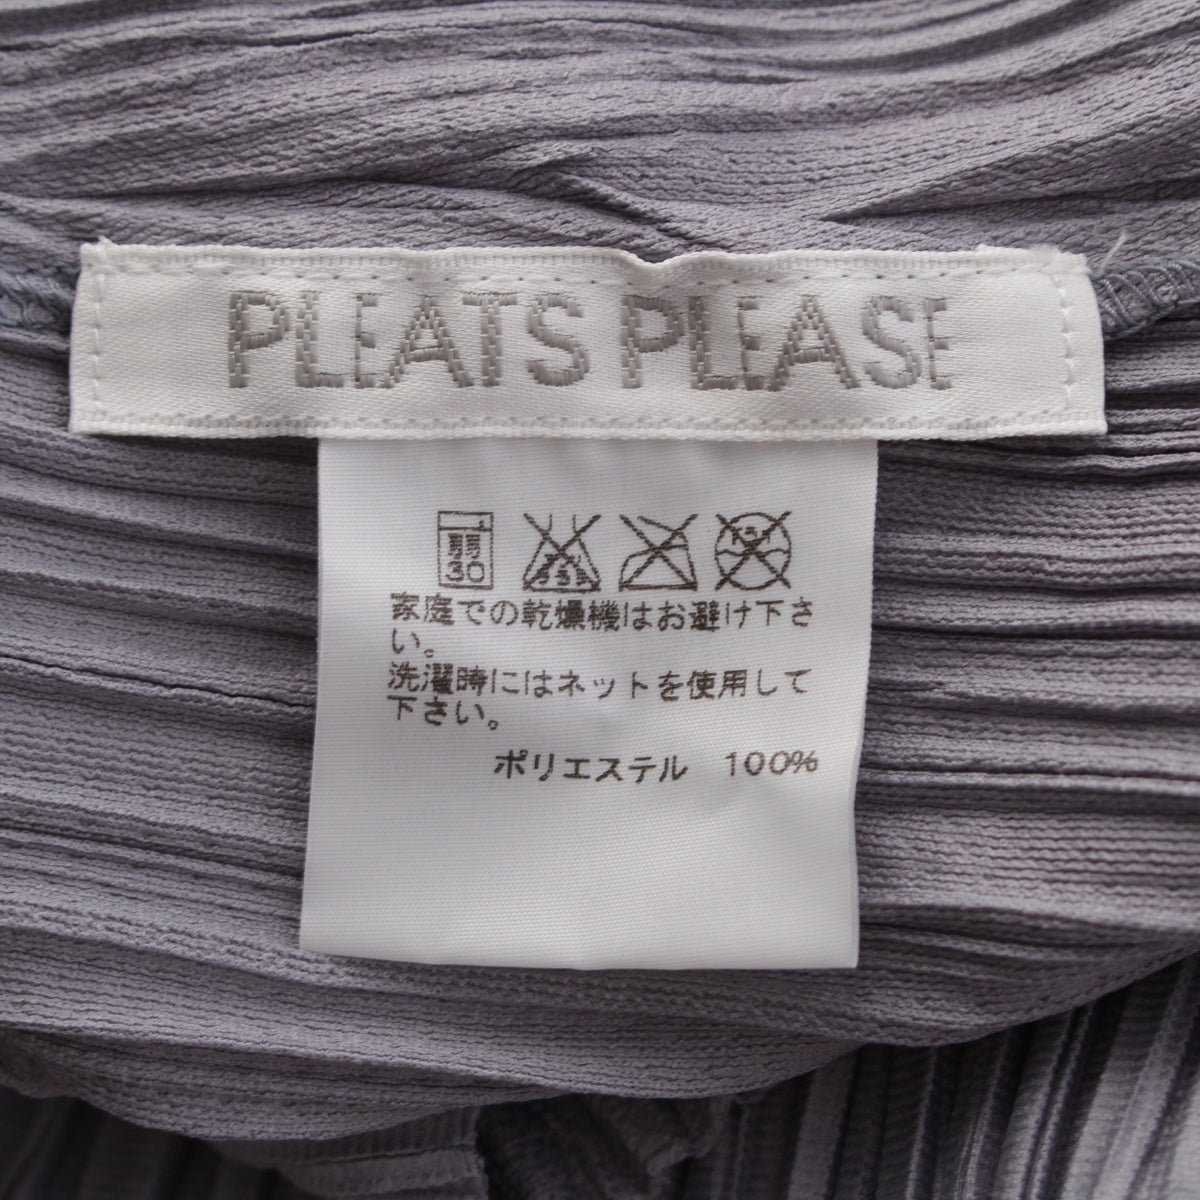 PLEATS PLEASE
弱
30
家庭での乾燥機はお避け下さ
い。
洗濯時にはネットを使用して
下さい。
ポリエステル 100%